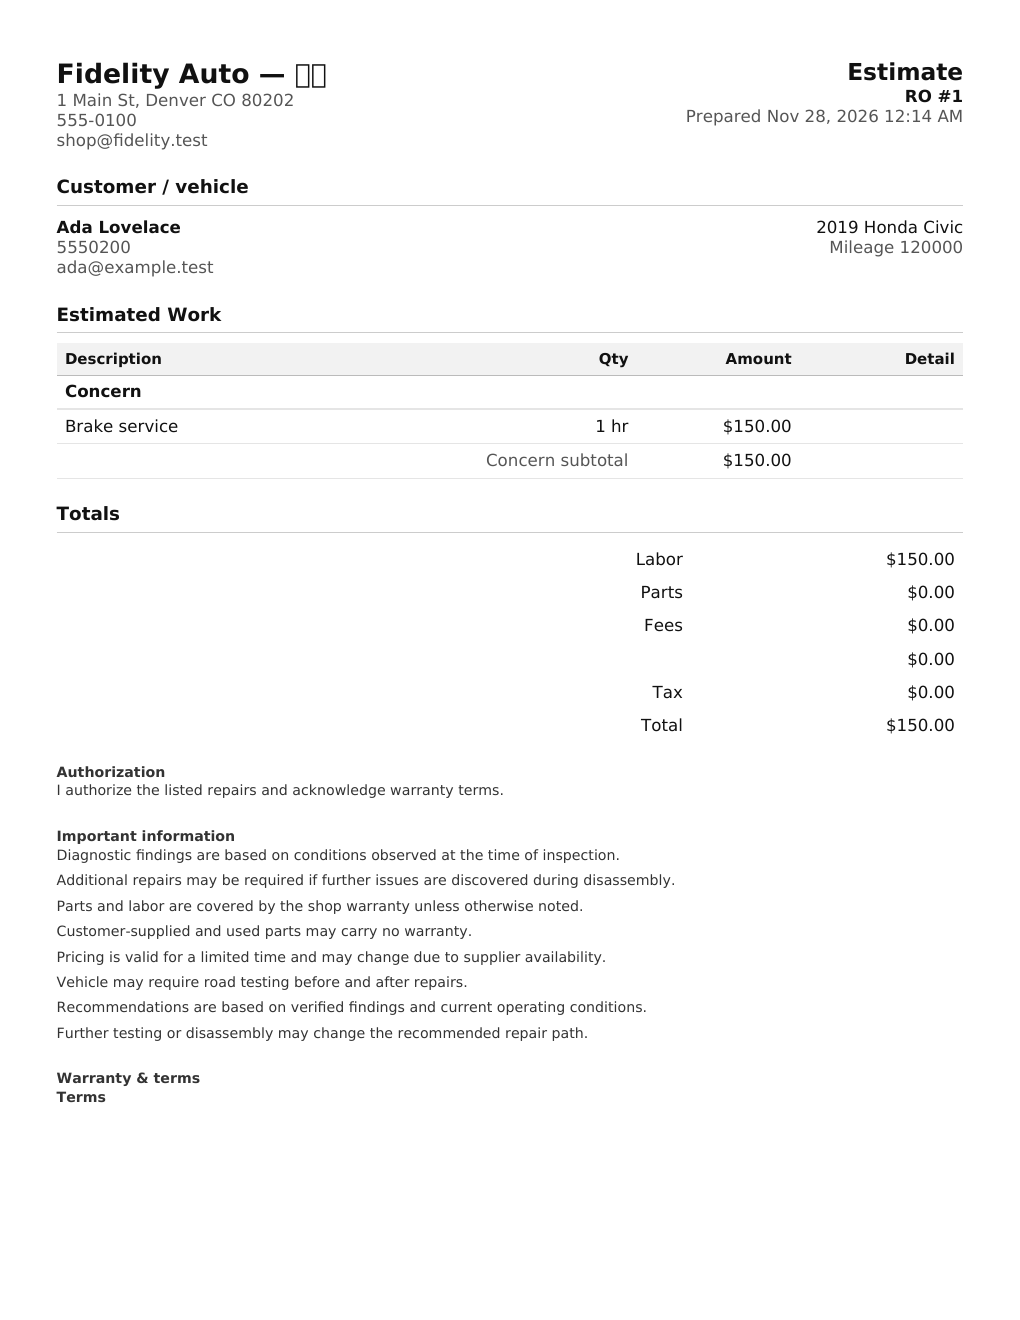 Fidelity Auto —
Estimate
1 Main St, Denver CO 80202
RO #1
555-0100
Prepared Nov 28, 2026 12:14 AM
shop@fidelity.test
Customer / vehicle
Ada Lovelace
2019 Honda Civic
5550200
Mileage 120000
ada@example.test
Estimated Work
Description Qty Amount Detail
Concern
Brake service 1 hr $150.00
Concern subtotal $150.00
Totals
Labor $150.00
Parts $0.00
Fees $0.00
$0.00
Tax $0.00
Total $150.00
Authorization
I authorize the listed repairs and acknowledge warranty terms.
Important information
Diagnostic findings are based on conditions observed at the time of inspection.
Additional repairs may be required if further issues are discovered during disassembly.
Parts and labor are covered by the shop warranty unless otherwise noted.
Customer-supplied and used parts may carry no warranty.
Pricing is valid for a limited time and may change due to supplier availability.
Vehicle may require road testing before and after repairs.
Recommendations are based on verified findings and current operating conditions.
Further testing or disassembly may change the recommended repair path.
Warranty & terms
Terms